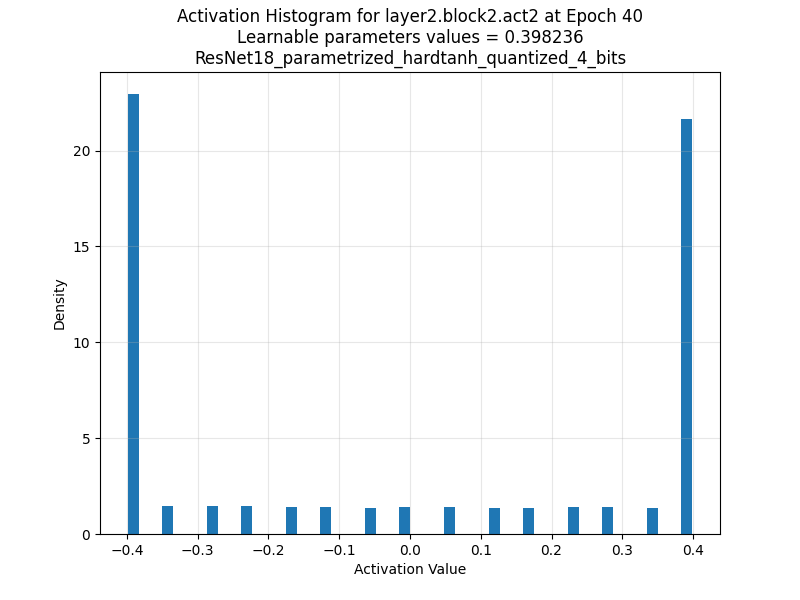 Activation Histogram for layer2.block2.act2 at Epoch 40
Learnable parameters values = 0.398236
ResNet18_parametrized_hardtanh_quantized_4_bits
20
15
10
5
0
Density
−0.4 −0.3 −0.2 −0.1 0.0 0.1 0.2 0.3 0.4
Activation Value